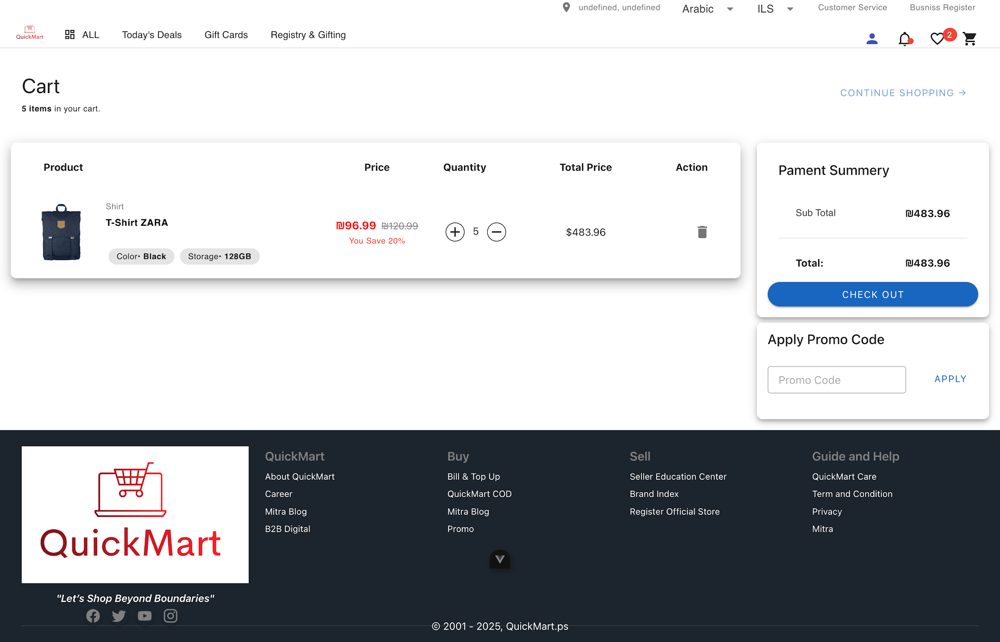 undefined, undefined
Arabic
ILS
Customer Service
Busniss Register
QuickMart
ALL
Today's Deals
Gift Cards
Registry & Gifting
2
Cart
5 items in your cart.
CONTINUE SHOPPING →
Product
Price
Quantity
Total Price
Action
Shirt
T-Shirt ZARA
Color• Black
Storage• 128GB
₪96.99 ₪120.99
You Save 20%
5
$483.96
Pament Summery
Sub Total
₪483.96
Total:
₪483.96
CHECK OUT
Apply Promo Code
Promo Code
APPLY
QuickMart
"Let’s Shop Beyond Boundaries"
QuickMart
About QuickMart
Career
Mitra Blog
B2B Digital
Buy
Bill & Top Up
QuickMart COD
Mitra Blog
Promo
Sell
Seller Education Center
Brand Index
Register Official Store
Guide and Help
QuickMart Care
Term and Condition
Privacy
Mitra
© 2001 - 2025, QuickMart.ps